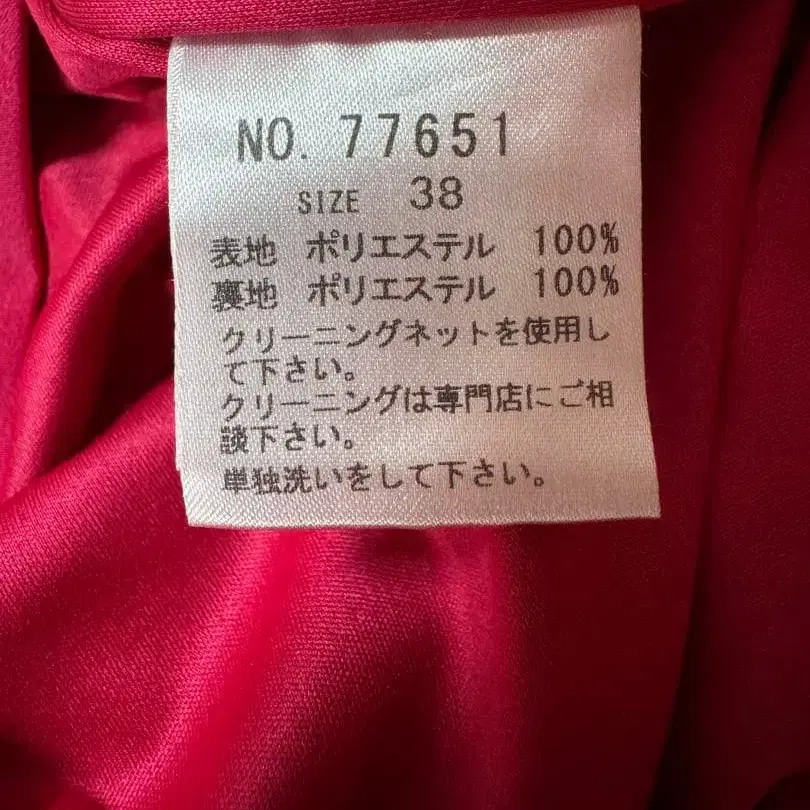 NO. 77651
SIZE 38
表地 ポリエステル 100%
裏地 ポリエステル 100%
クリーニングネットを使用し
て下さい。
クリーニングは専門店にご相
談下さい。
単独洗いをして下さい。